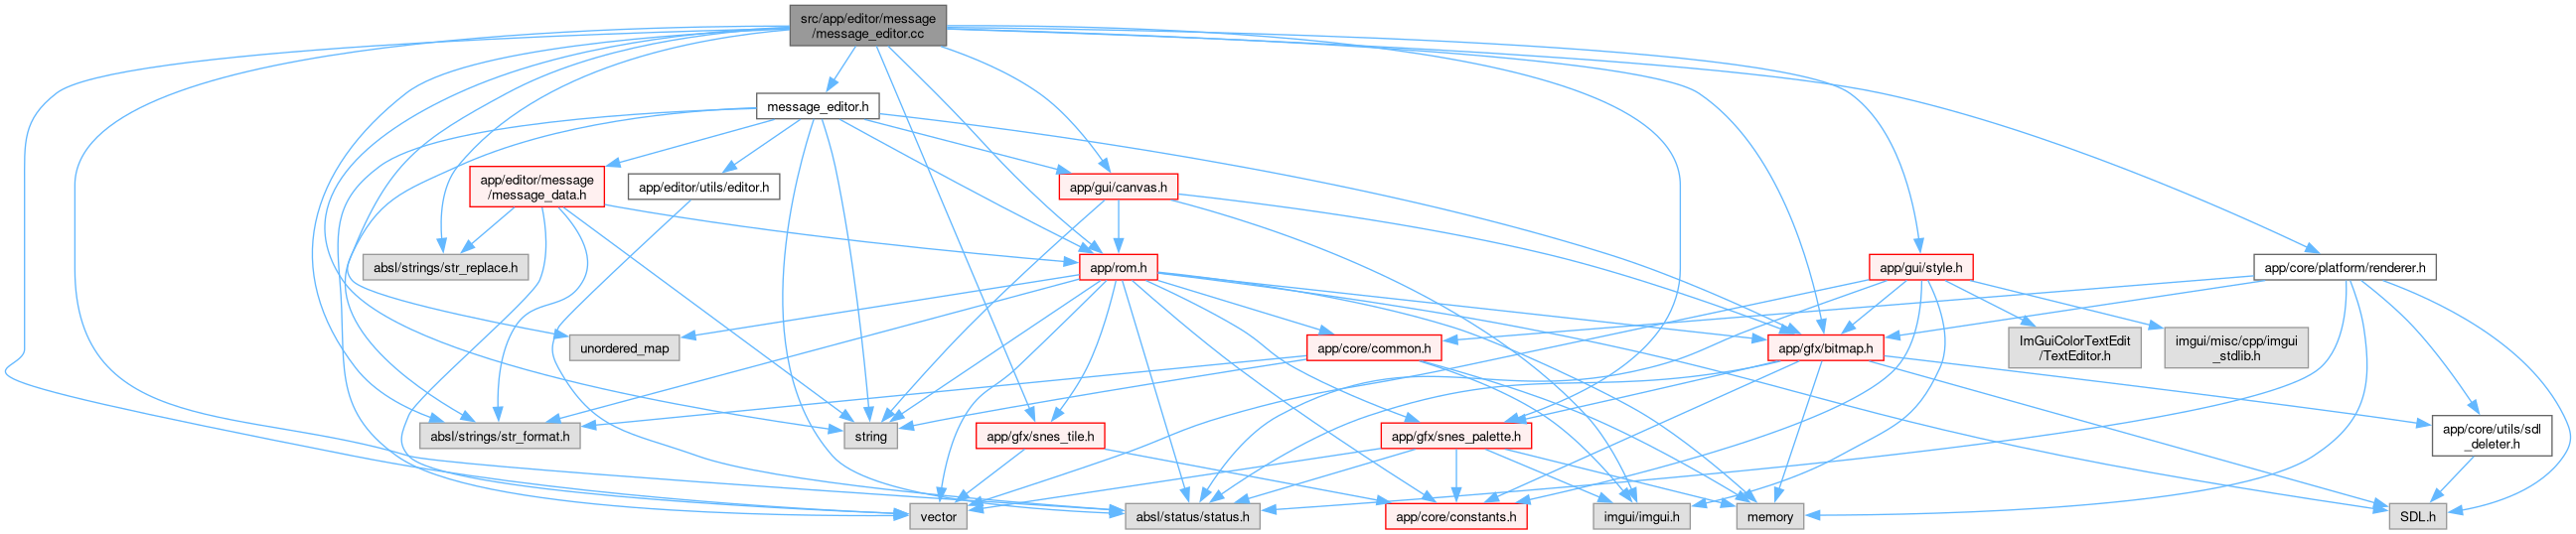 src/app/editor/message
/message_editor.cc
message_editor.h
app/editor/message
/message_data.h
app/editor/utils/editor.h
app/gui/canvas.h
absl/strings/str_replace.h
app/rom.h
app/gui/style.h
app/core/platform/renderer.h
unordered_map
app/core/common.h
app/gfx/bitmap.h
ImGuiColorTextEdit
/TextEditor.h
imgui/misc/cpp/imgui
_stdlib.h
absl/strings/str_format.h
string
app/gfx/snes_tile.h
app/gfx/snes_palette.h
app/core/utils/sdl
_deleter.h
vector
absl/status/status.h
app/core/constants.h
imgui/imgui.h
memory
SDL.h